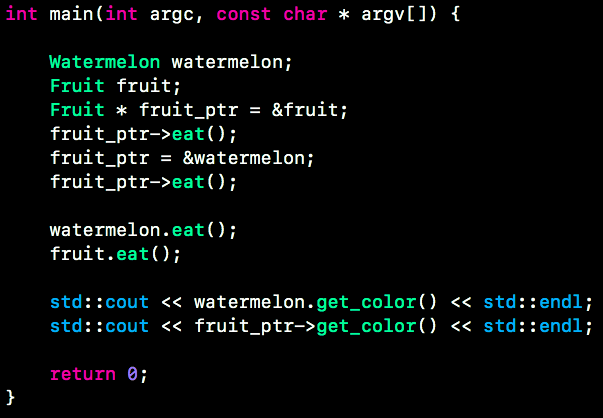 int main(int argc, const char * argv[]) {
Watermelon watermelon;
Fruit fruit;
Fruit * fruit_ptr = &fruit;
fruit_ptr->eat();
fruit_ptr = &watermelon;
fruit_ptr->eat();
watermelon.eat();
fruit.eat();
std::cout << watermelon.get_color() << std::endl;
std::cout << fruit_ptr->get_color() << std::endl;
return 0;
}